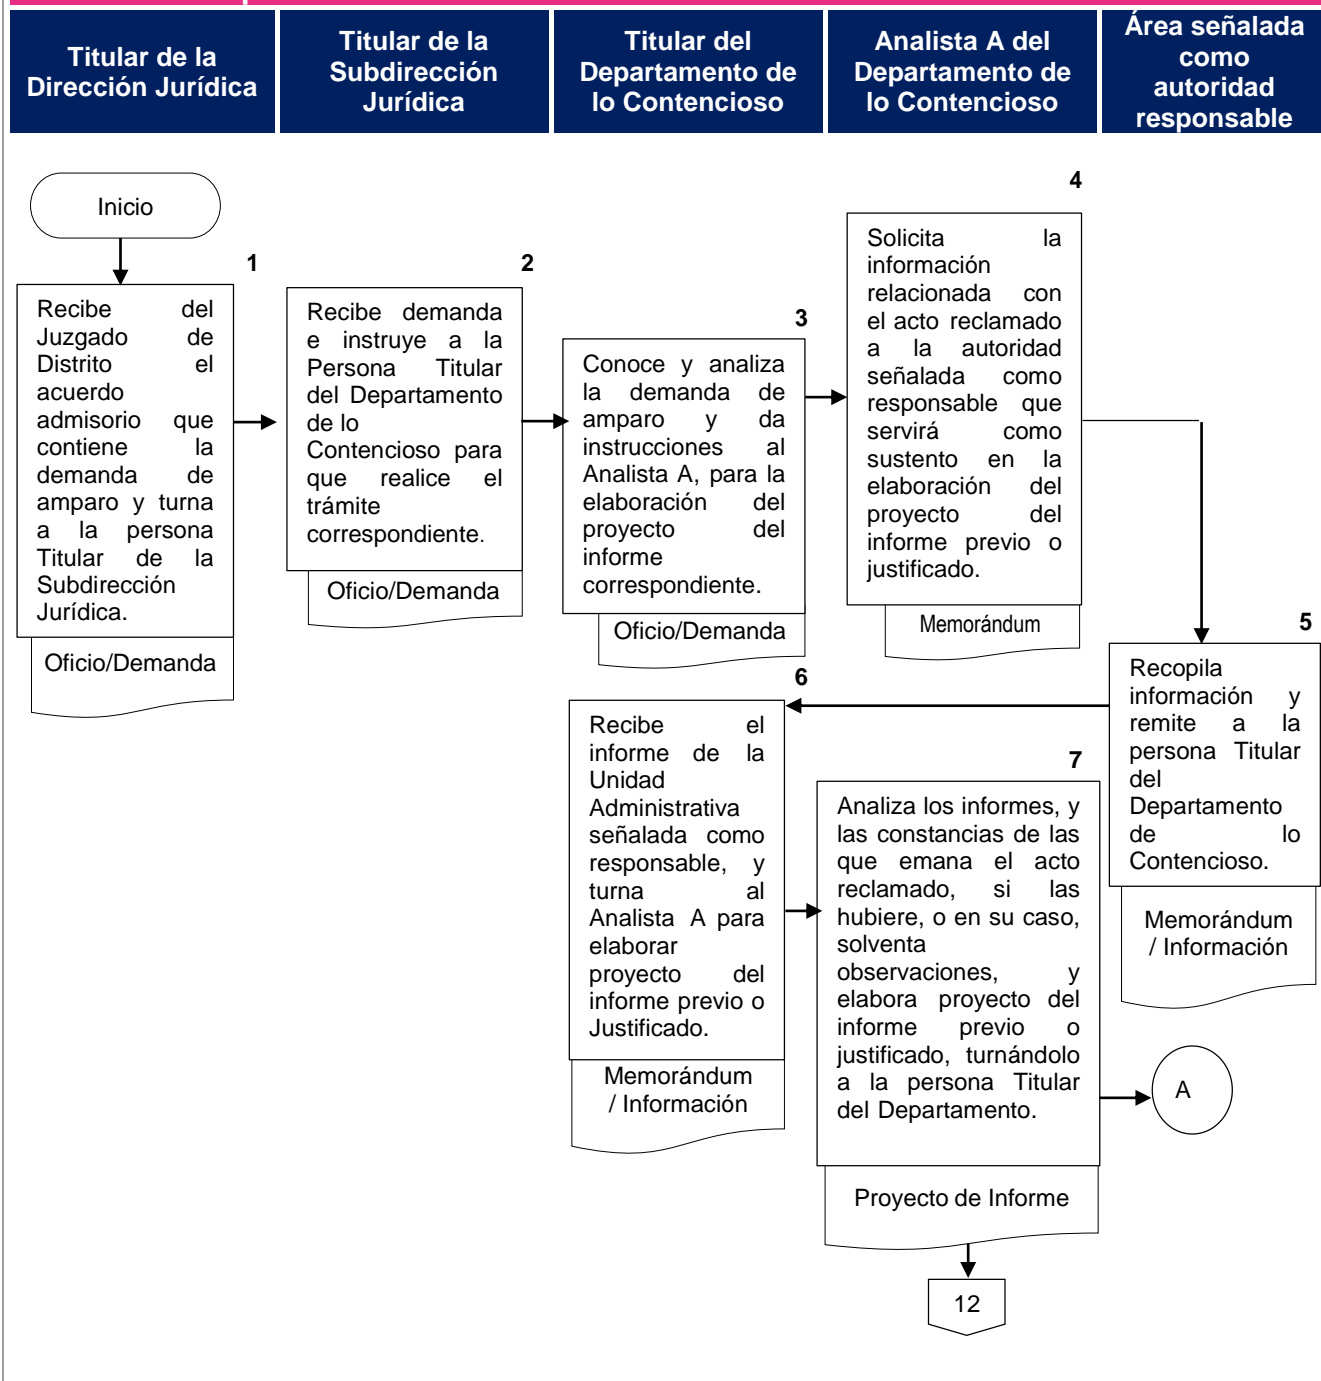 Titular de la
Dirección Jurídica
Titular de la
Subdirección
Jurídica
Titular del
Departamento de
lo Contencioso
Analista A del
Departamento de
lo Contencioso
Área señalada
como
autoridad
responsable
Inicio
1
Recibe del
Juzgado de
Distrito el
acuerdo
admisorio que
contiene la
demanda de
amparo y turna
a la persona
Titular de la
Subdirección
Jurídica.
Oficio/Demanda
2
Recibe demanda
e instruye a la
Persona Titular
del Departamento
de lo
Contencioso para
que realice el
trámite
correspondiente.
Oficio/Demanda
3
Conoce y analiza
la demanda de
amparo y da
instrucciones al
Analista A, para la
elaboración del
proyecto del
informe
correspondiente.
Oficio/Demanda
4
Solicita la
información
relacionada con
el acto reclamado
a la autoridad
señalada como
responsable que
servirá como
sustento en la
elaboración del
proyecto del
informe previo o
justificado.
Memorándum
5
Recopila
información y
remite a la
persona Titular
del
Departamento
de lo
Contencioso.
Memorándum
/ Información
6
Recibe el
informe de la
Unidad
Administrativa
señalada como
responsable, y
turna al
Analista A para
elaborar
proyecto del
informe previo o
Justificado.
Memorándum
/ Información
7
Analiza los informes, y
las constancias de las
que emana el acto
reclamado, si las
hubiere, o en su caso,
solventa
observaciones, y
elabora proyecto del
informe previo o
justificado, turnándolo
a la persona Titular
del Departamento.
Proyecto de Informe
A
12